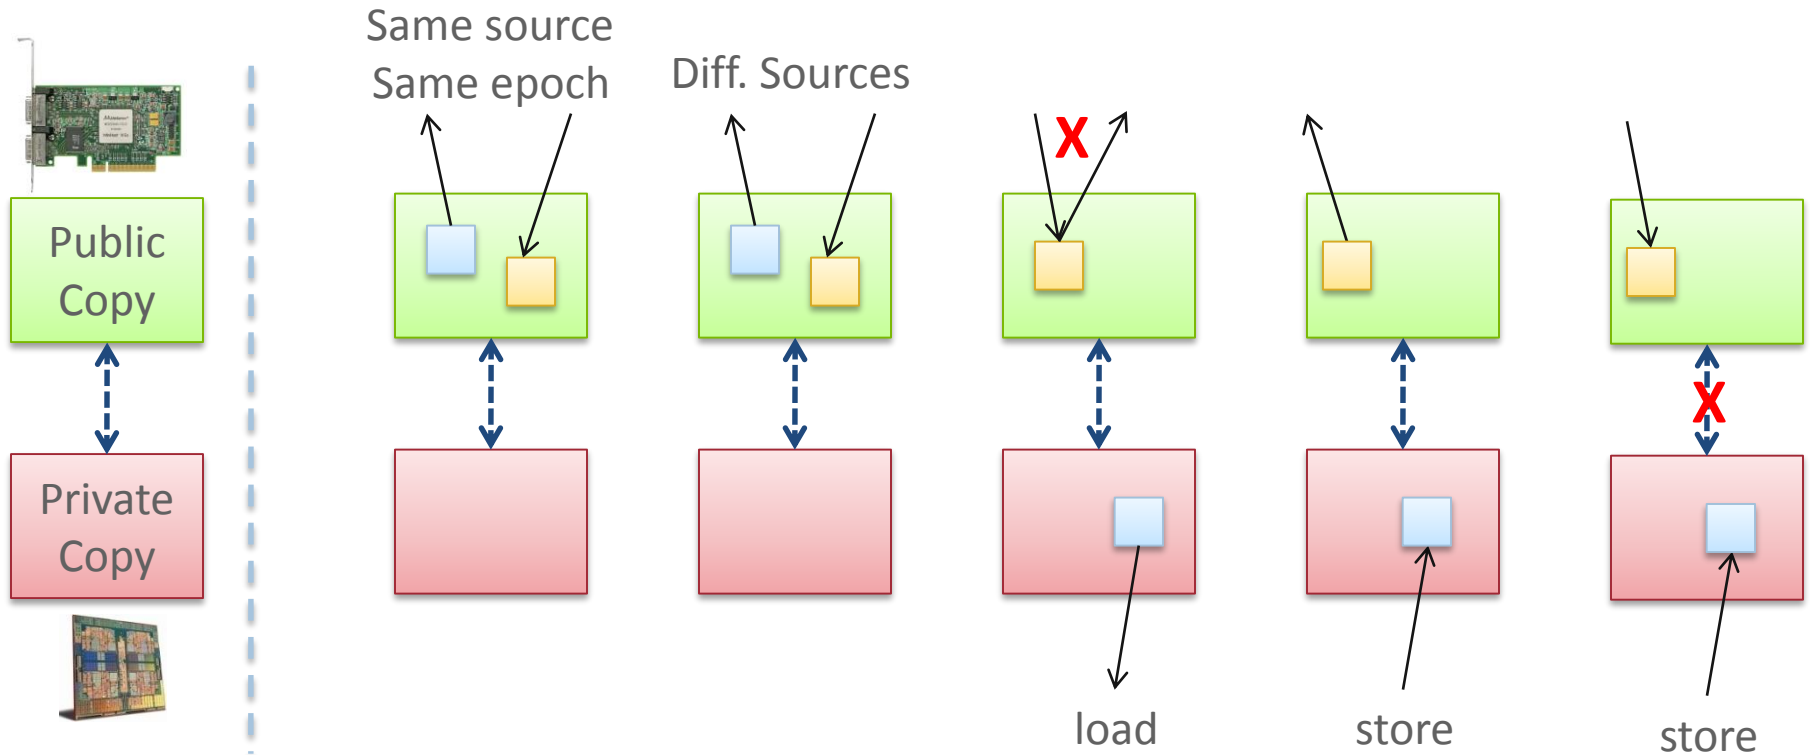 Same source
Same epoch
Diff. Sources
X
Public
Copy
X
Private
Copy
load
store
store